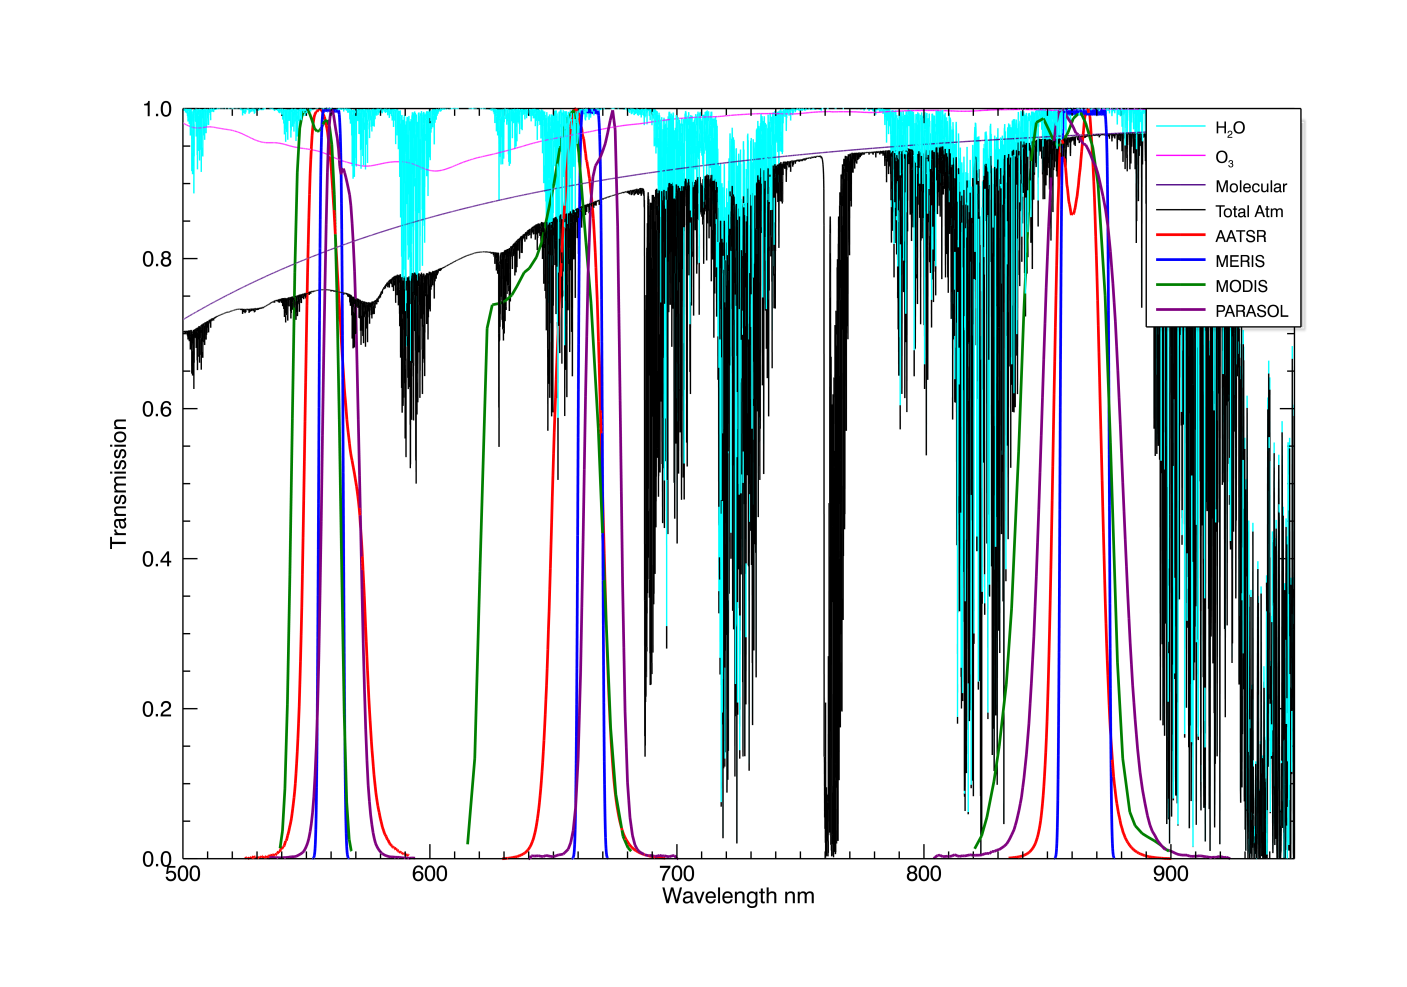 1.0
0.8
0.6
0.4
0.2
0.0
Transmission
500
600
700
800
900
Wavelength nm
H₂O
O₃
Molecular
Total Atm
AATSR
MERIS
MODIS
PARASOL